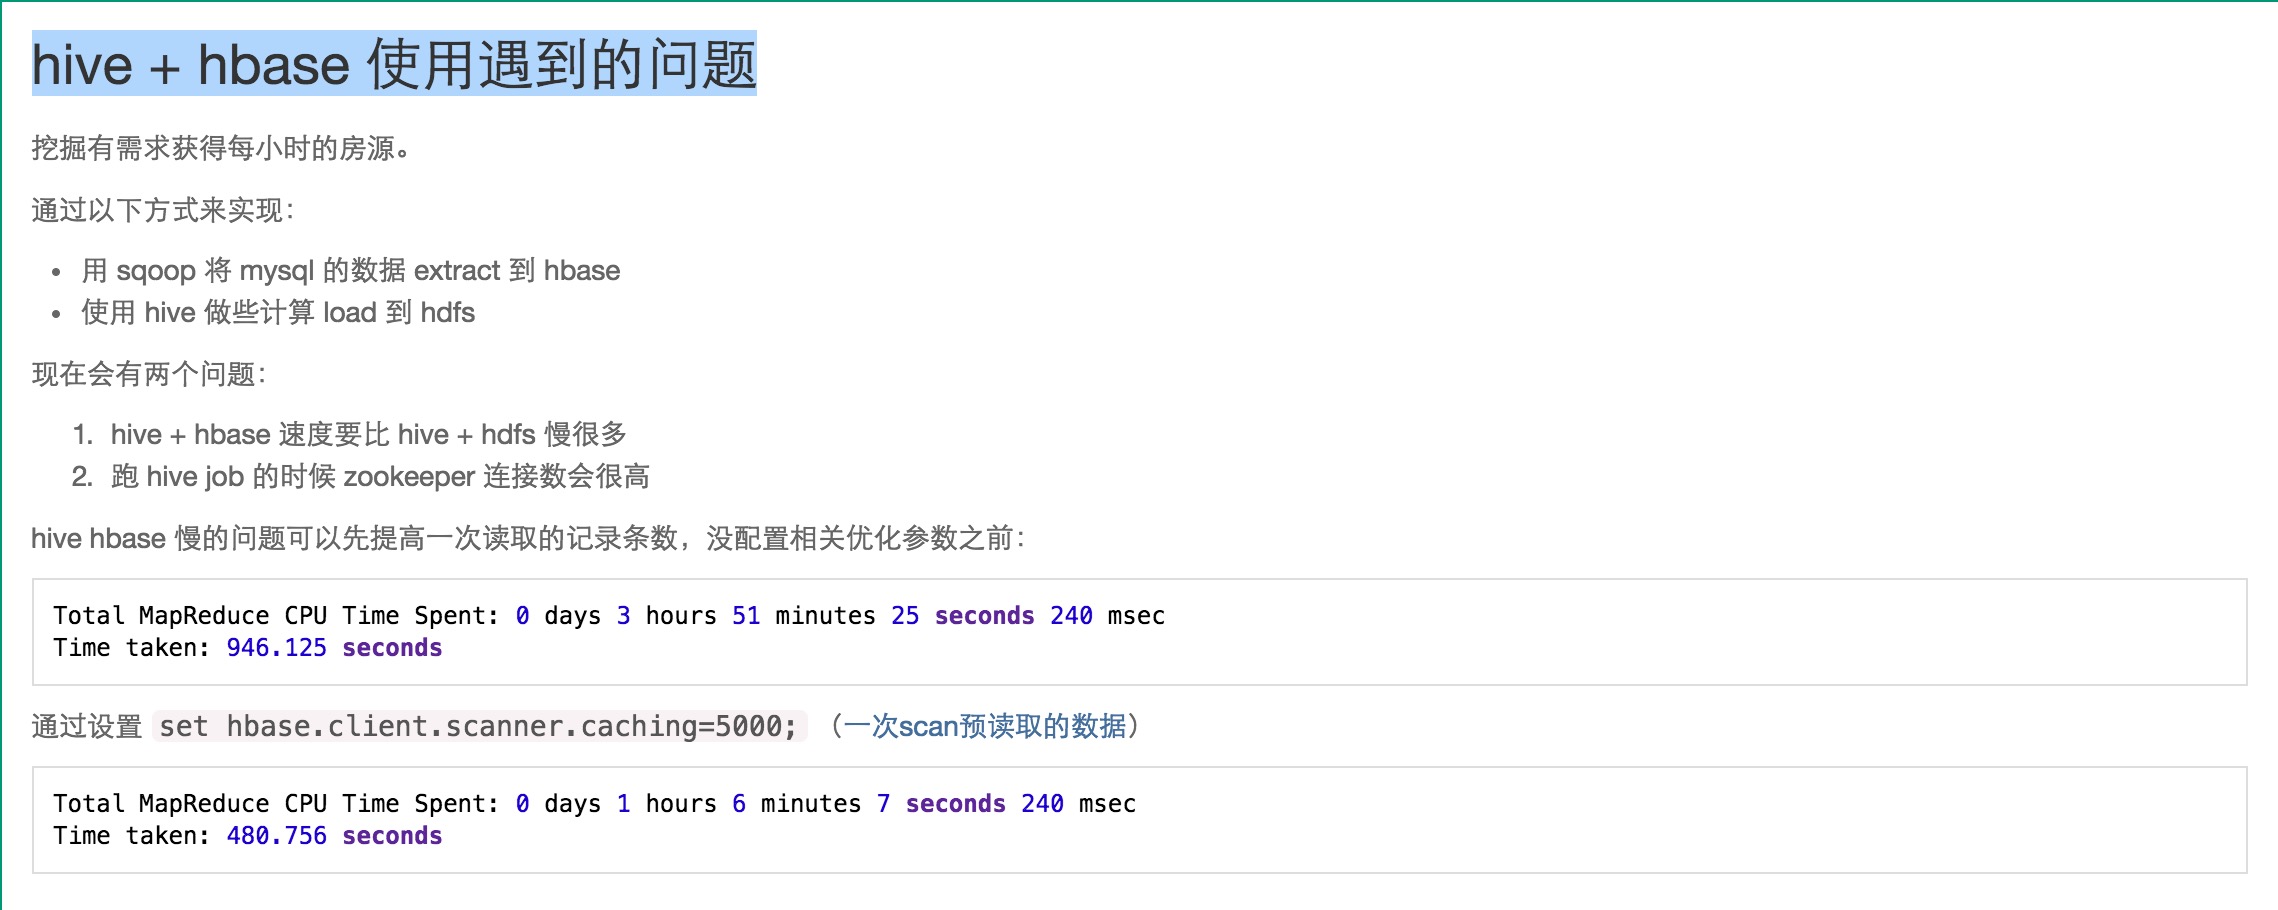 hive + hbase 使用遇到的问题
挖掘有需求获得每小时的房源。
通过以下方式来实现：
• 用 sqoop 将 mysql 的数据 extract 到 hbase
• 使用 hive 做些计算 load 到 hdfs
现在会有两个问题：
1. hive + hbase 速度要比 hive + hdfs 慢很多
2. 跑 hive job 的时候 zookeeper 连接数会很高
hive hbase 慢的问题可以先提高一次读取的记录条数，没配置相关优化参数之前：
Total MapReduce CPU Time Spent: 0 days 3 hours 51 minutes 25 seconds 240 msec
Time taken: 946.125 seconds
通过设置 set hbase.client.scanner.caching=5000; （一次scan预读取的数据）
Total MapReduce CPU Time Spent: 0 days 1 hours 6 minutes 7 seconds 240 msec
Time taken: 480.756 seconds